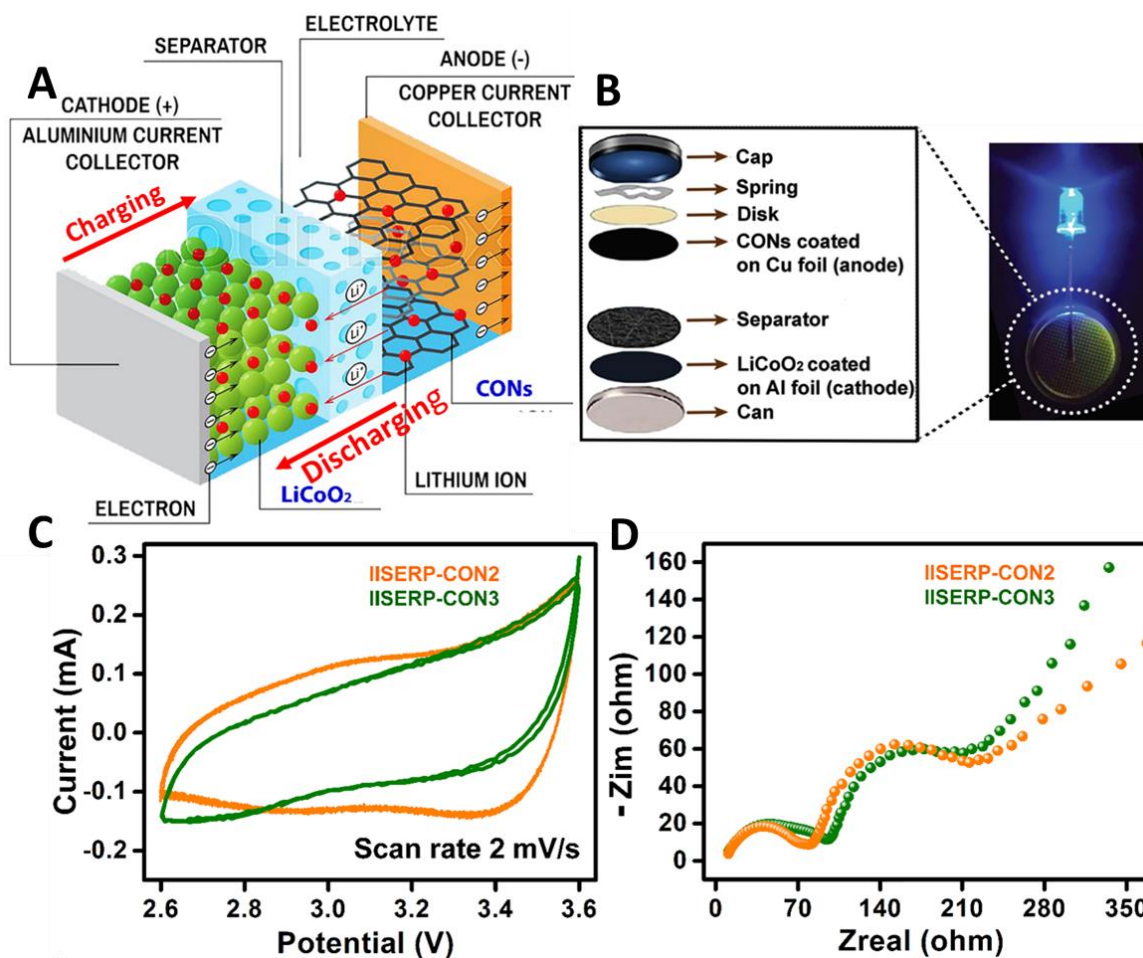 A
SEPARATOR
ELECTROLYTE
CATHODE (+)
ALUMINIUM CURRENT
COLLECTOR
ANODE (-)
COPPER CURRENT
COLLECTOR
Charging
Li+
Li+
Li+
CONs
Discharging
LITHIUM ION
LiCoO₂
ELECTRON
B
Cap
Spring
Disk
CONs coated
on Cu foil (anode)
Separator
LiCoO₂ coated
on Al foil (cathode)
Can
C
0.3
0.2
0.1
0.0
-0.1
-0.2
Current (mA)
IISERP-CON2
IISERP-CON3
Scan rate 2 mV/s
2.6 2.8 3.0 3.2 3.4 3.6
Potential (V)
D
160
140
120
100
80
60
40
20
0
-Zim (ohm)
IISERP-CON2
IISERP-CON3
0 70 140 210 280 350
Zreal (ohm)